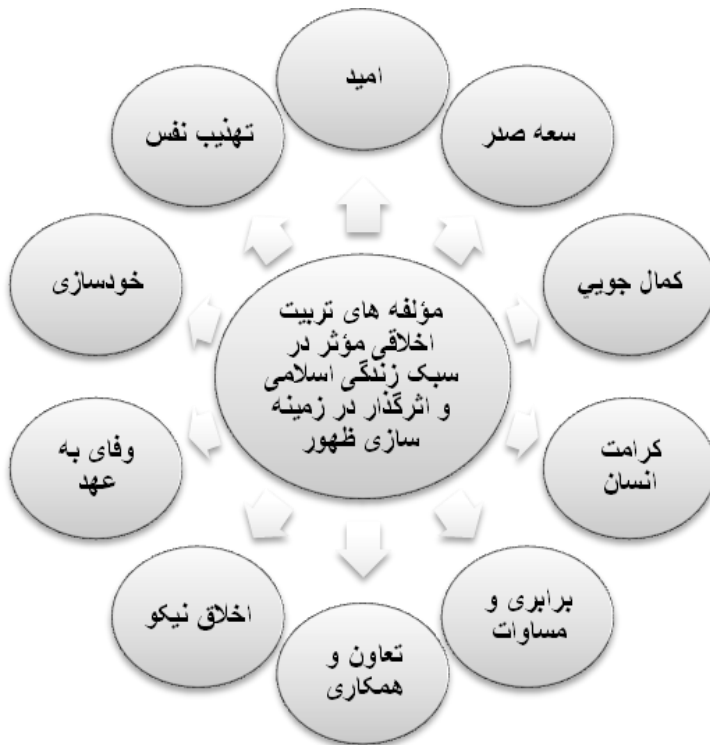 امید
سعه صدر
کمال جویي
کرامت
انسان
برابری و
مساوات
تعاون و
همکاری
اخلاق نیکو
وفای به
عهد
خودسازی
تهذیب نفس
مؤلفه های تربیت
اخلاقی مؤثر در
سبک زندگی اسلامی
و اثرگذار در زمینه
سازی ظهور